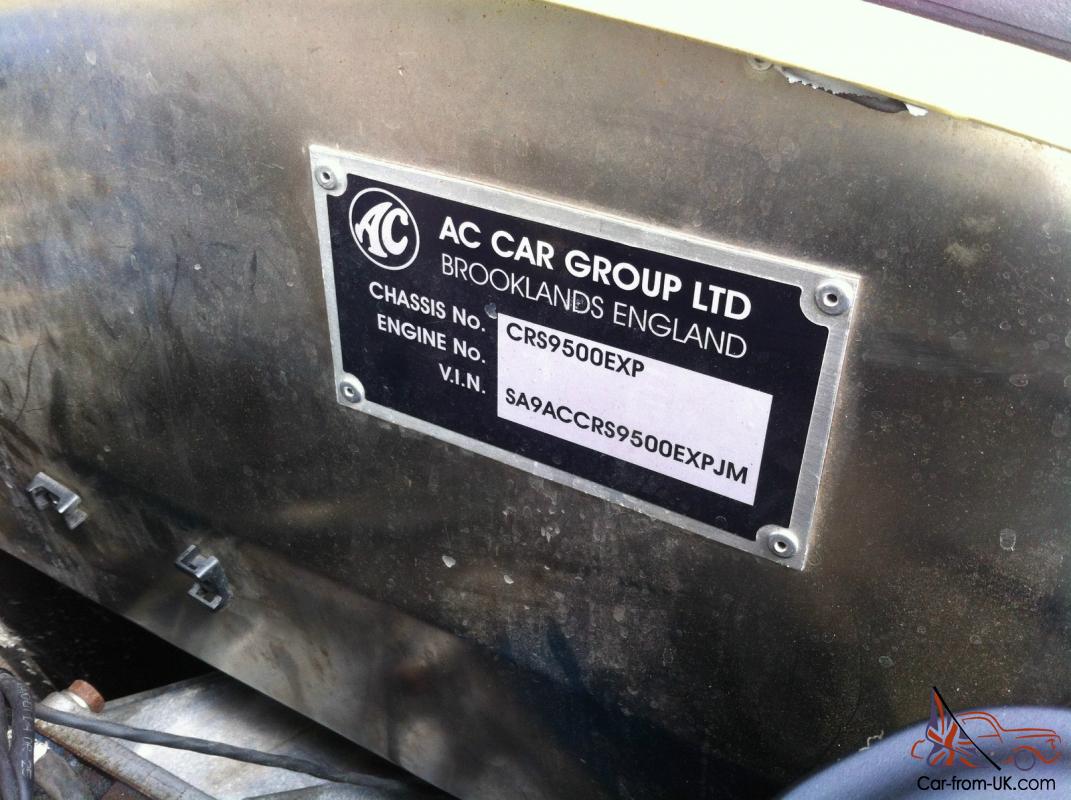 AC
AC CAR GROUP LTD
BROOKLANDS ENGLAND
CHASSIS No. CRS9500EXP
ENGINE No.
V.I.N. SA9ACCRS9500EXPJM
Car-from-UK.com